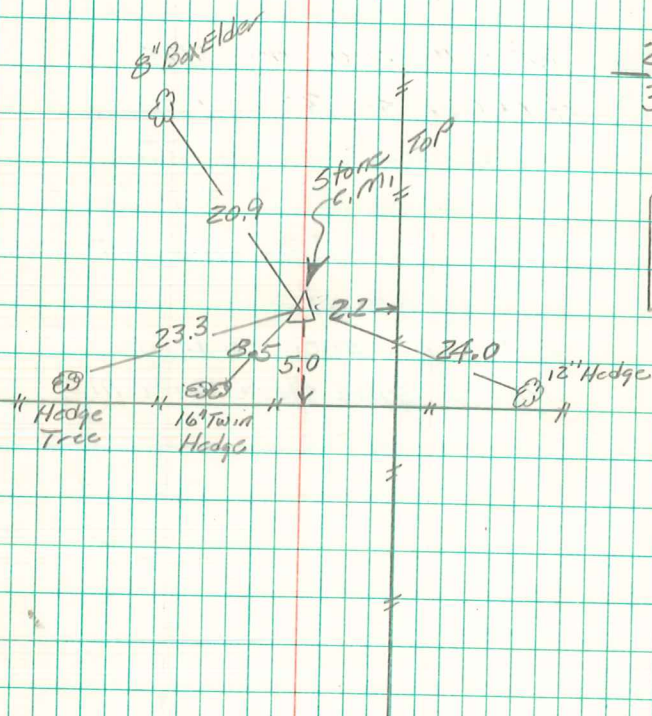 8" Box Elder
Stone Top
C.M.
20.9
2.2
23.3
8.5
5.0
24.0
12" Hedge
Hedge
Tree
16" Twin
Hedge